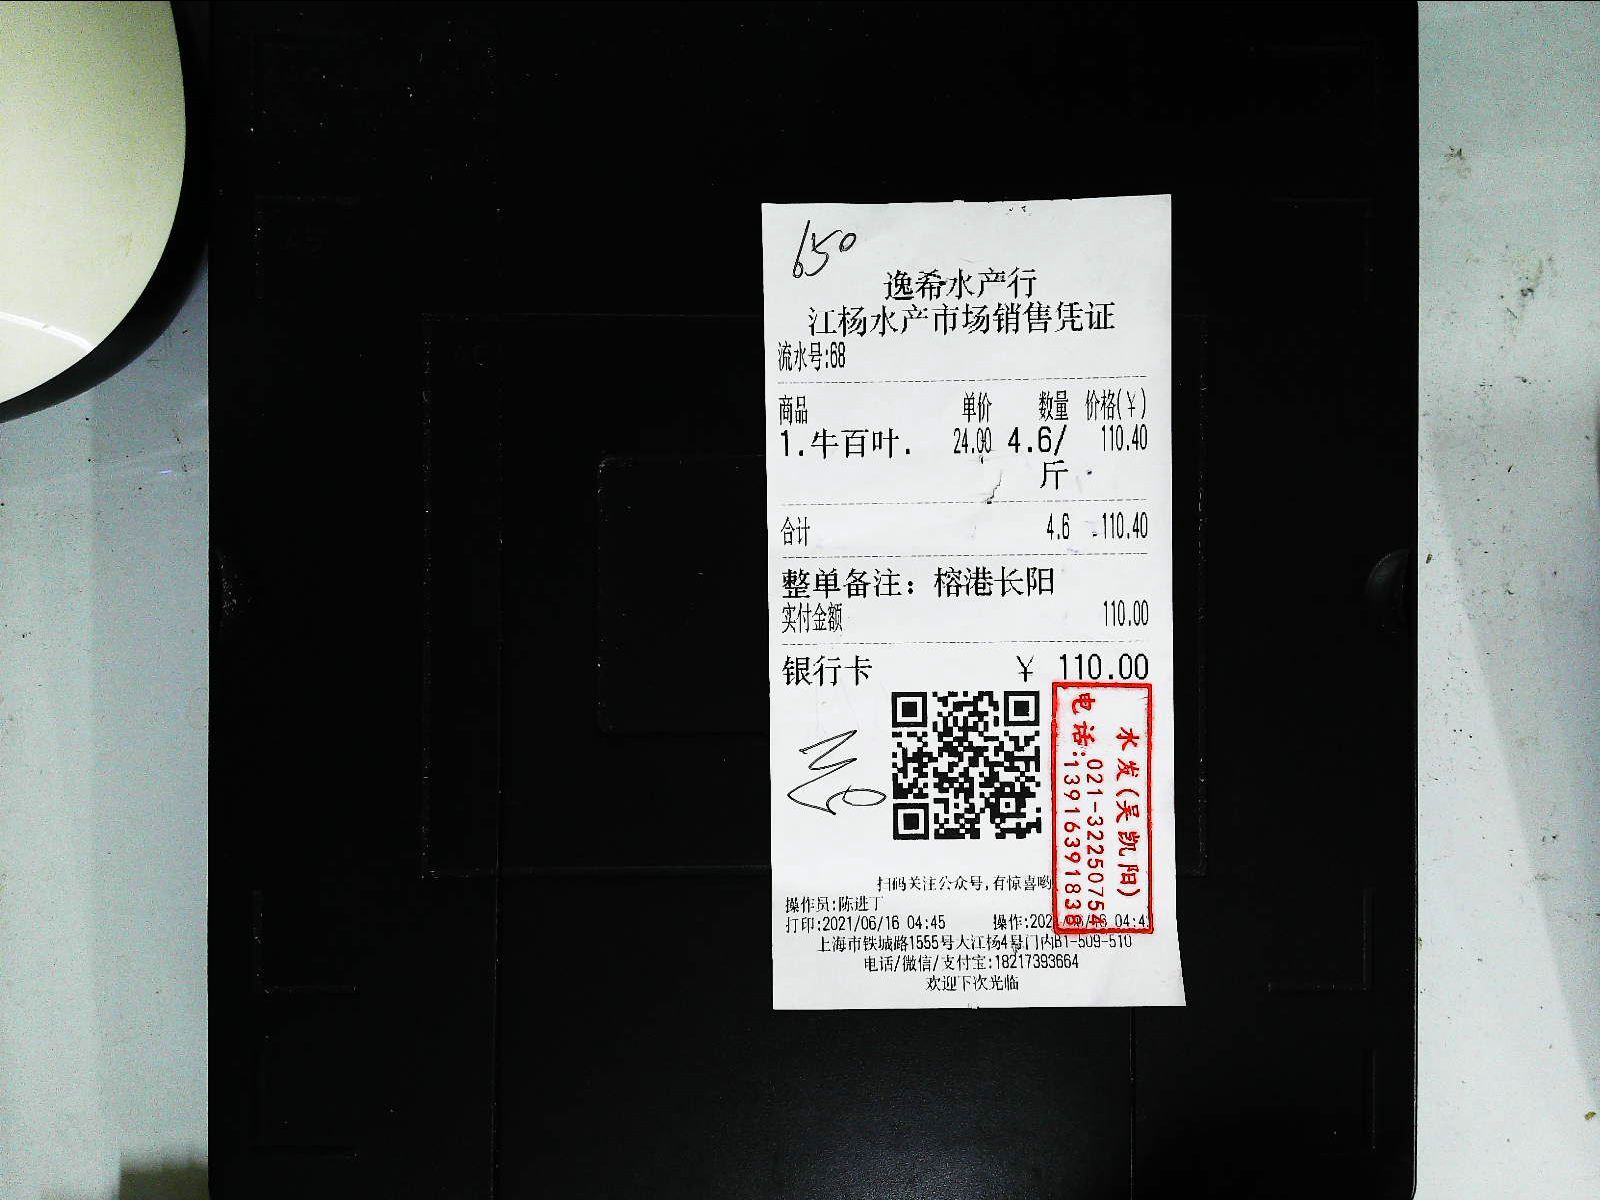 650
逸希水产行
江杨水产市场销售凭证
流水号:68
商品 单价 数量 价格(¥)
1.牛百叶. 24.00 4.6/斤 110.40
合计 4.6 110.40
整单备注：榕港长阳
实付金额 110.00
银行卡 ¥ 110.00
水发(吴凯阳)
电话:021-32250754
13916391838
扫码关注公众号,有惊喜哟
操作员:陈进丁
打印:2021/06/16 04:45 操作:2021/06/16 04:4
上海市铁城路1555号大江杨4号门内B1-509-510
电话/微信/支付宝:18217393664
欢迎下次光临